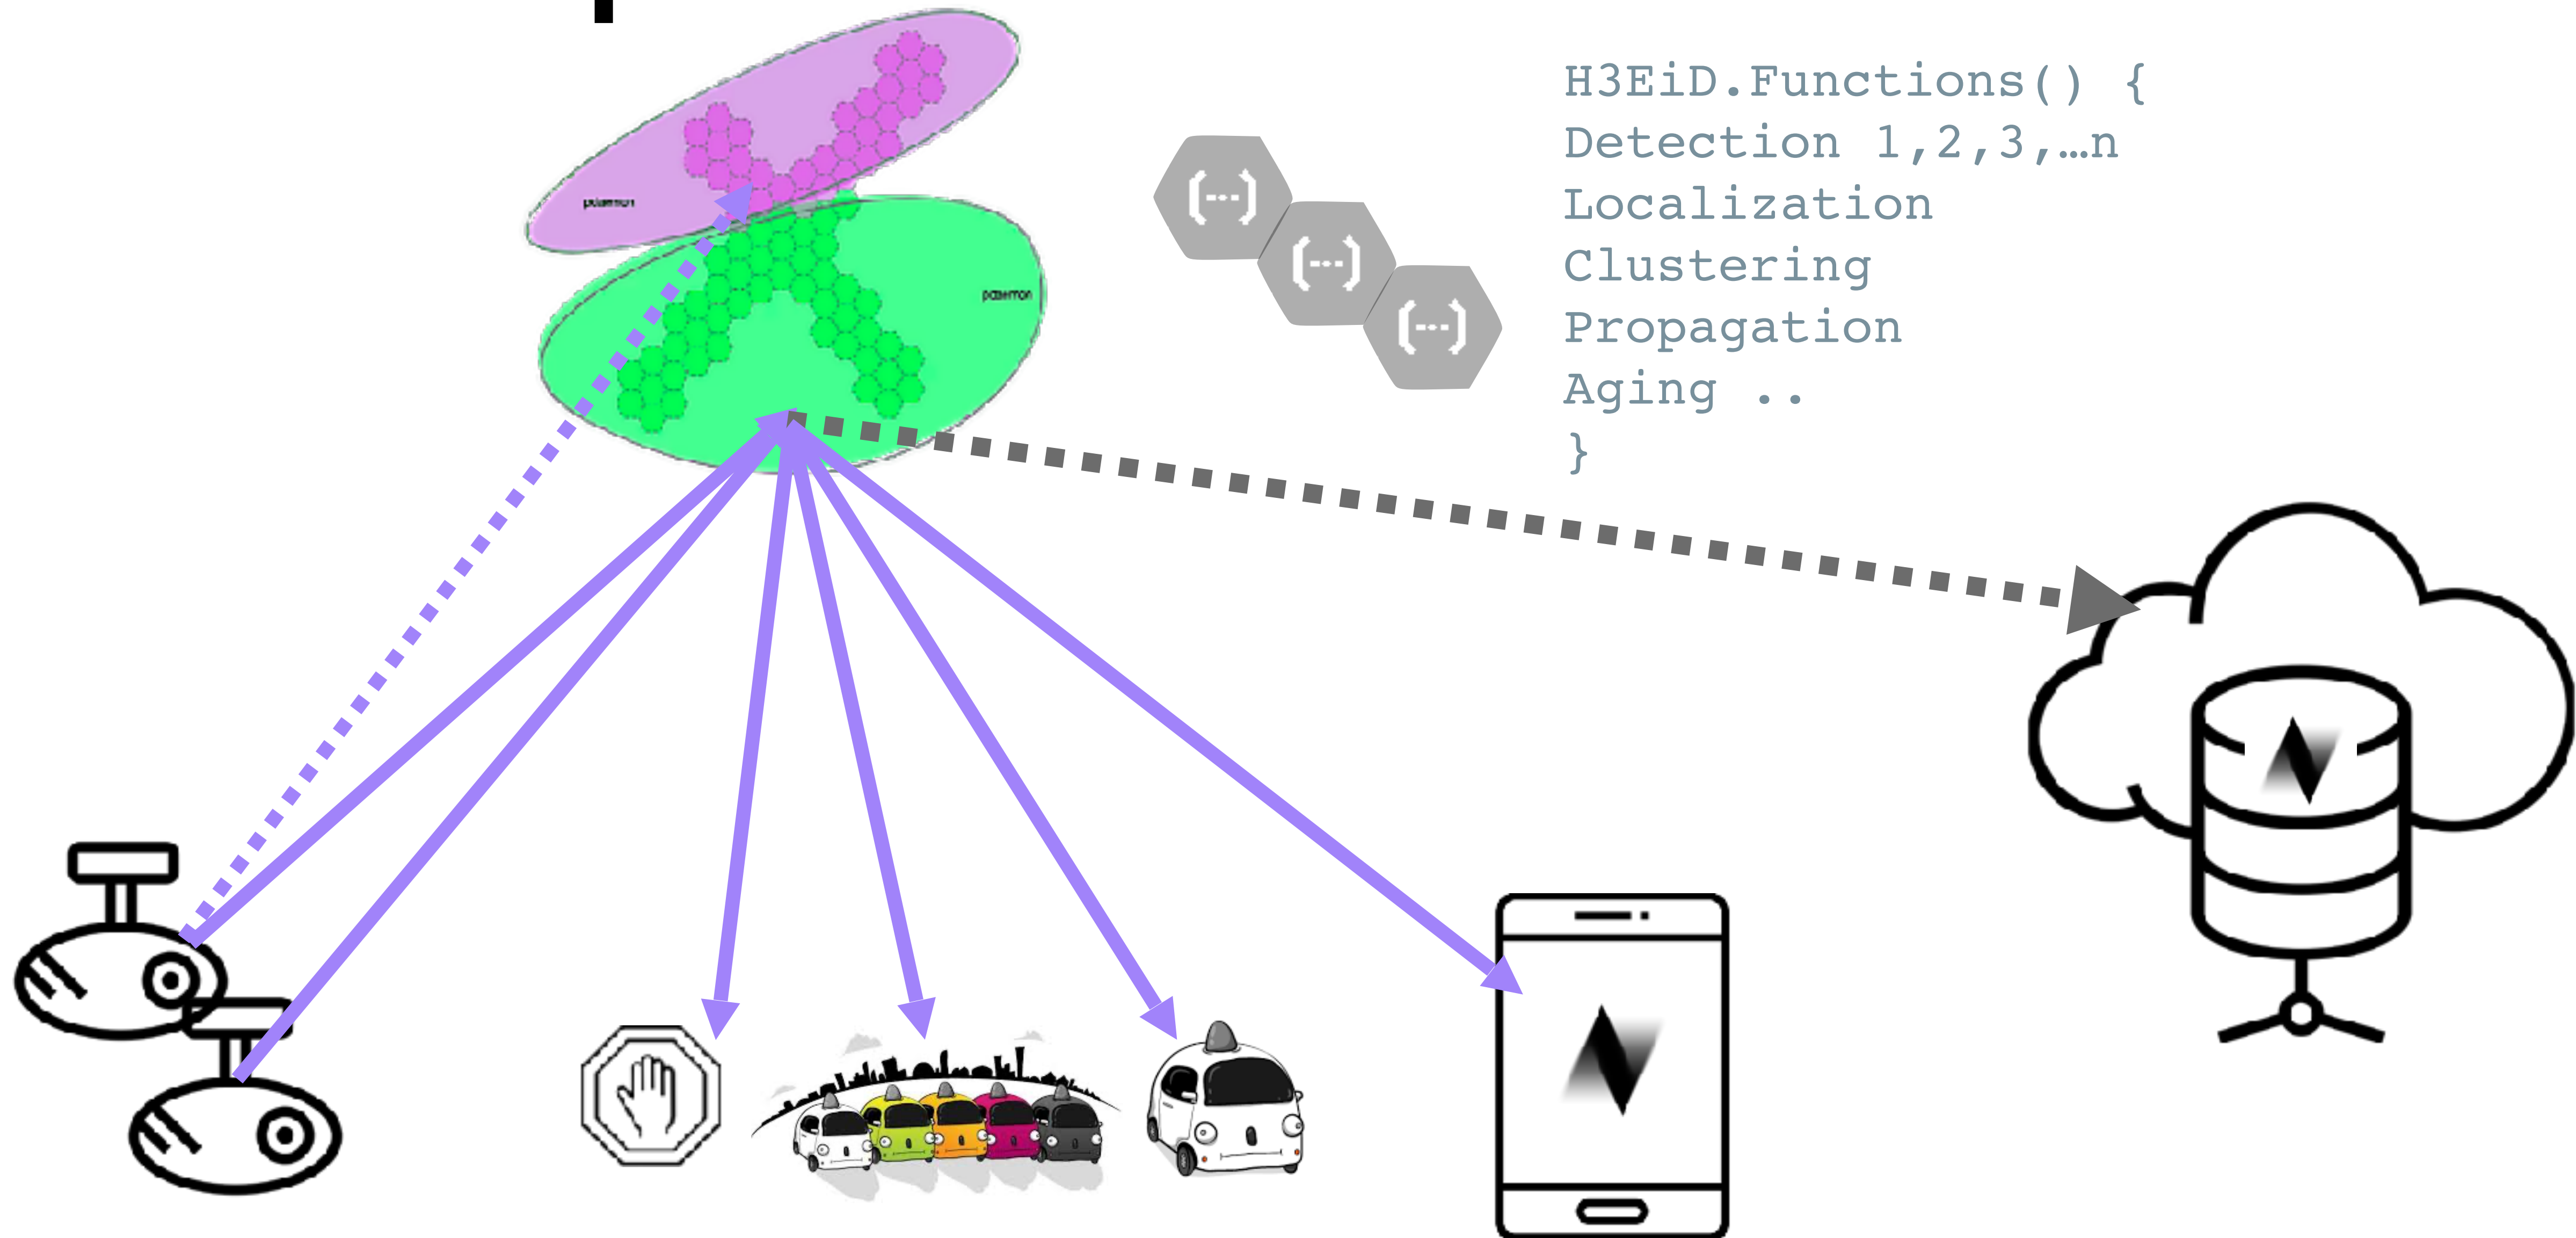 H3EiD.Functions() {
Detection 1,2,3,…n
Localization
Clustering
Propagation
Aging ..
}